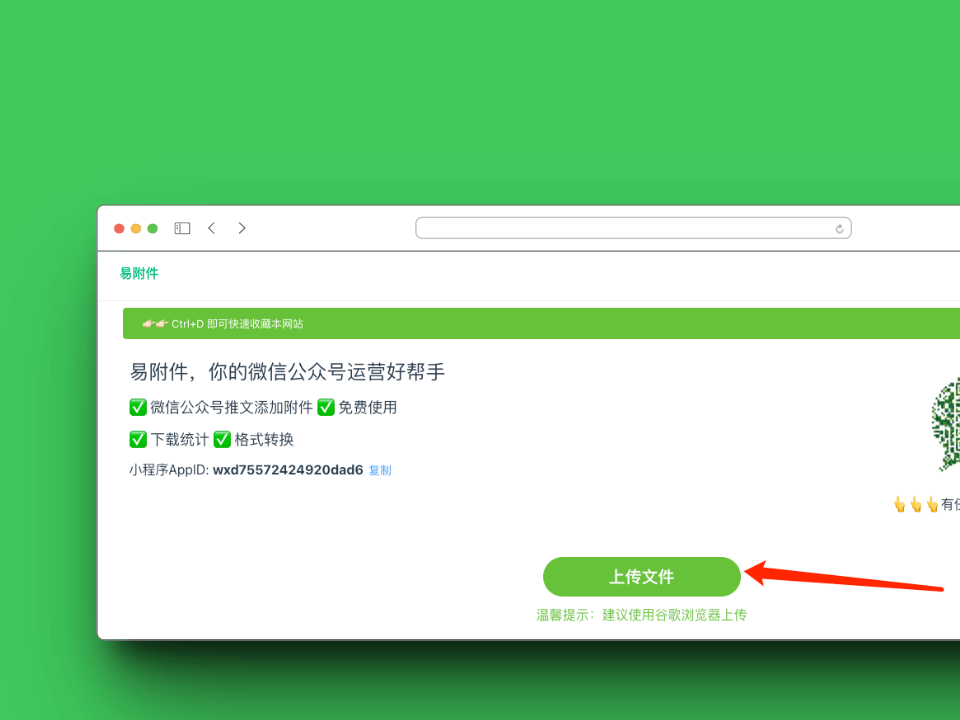 易附件
👉👉 Ctrl+D 即可快速收藏本网站
易附件，你的微信公众号运营好帮手
✅ 微信公众号推文添加附件 ✅ 免费使用
✅ 下载统计 ✅ 格式转换
小程序AppID: wxd75572424920dad6 复制
👆👆👆有
上传文件
温馨提示：建议使用谷歌浏览器上传